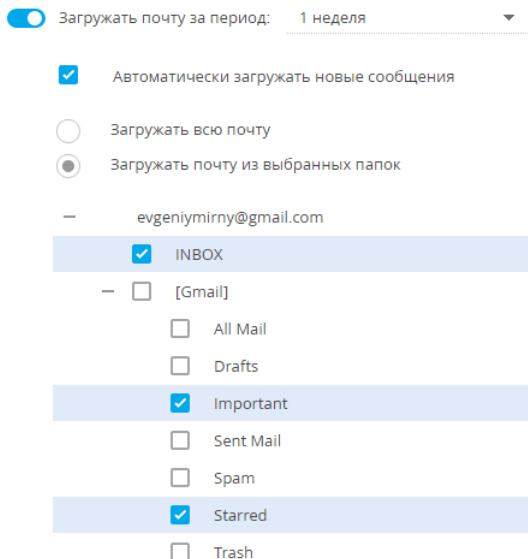 Загружать почту за период: 1 неделя
Автоматически загружать новые сообщения
Загружать всю почту
Загружать почту из выбранных папок
evgeniymirny@gmail.com
INBOX
[Gmail]
All Mail
Drafts
Important
Sent Mail
Spam
Starred
Trash